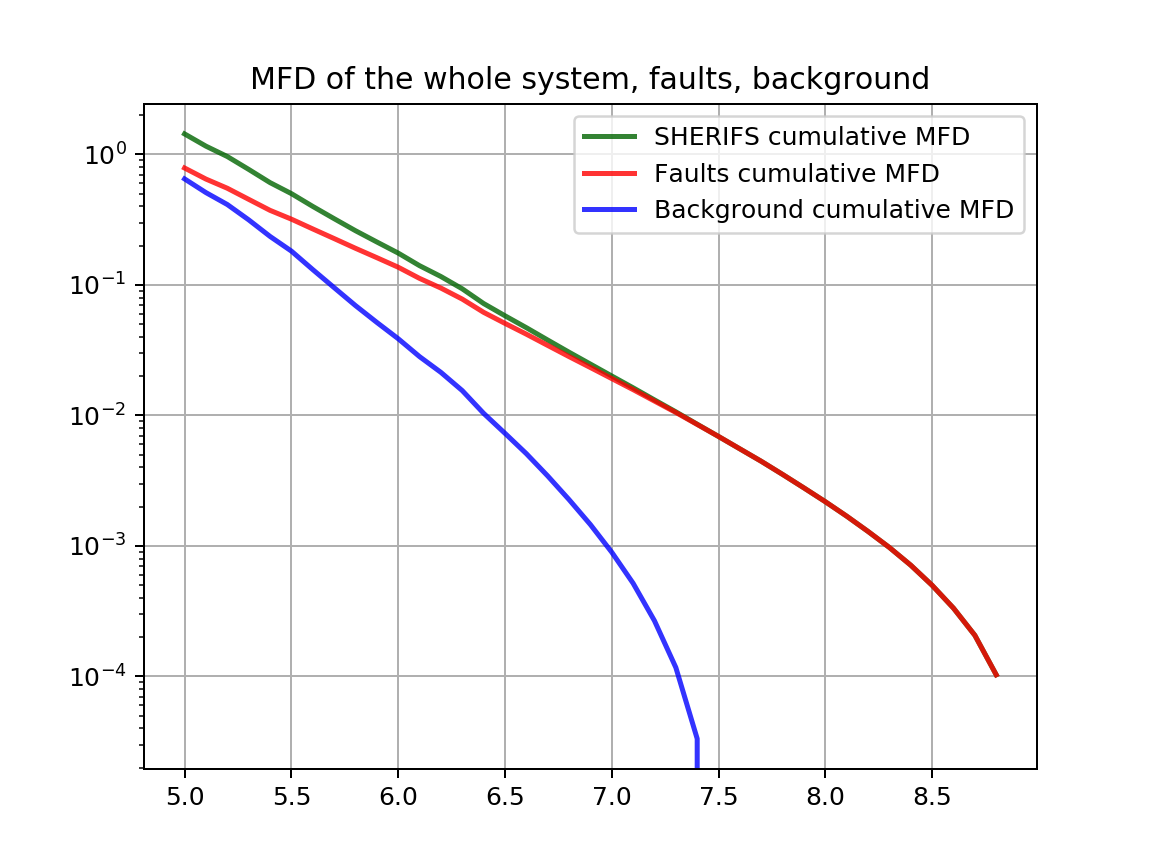 MFD of the whole system, faults, background
SHERIFS cumulative MFD
Faults cumulative MFD
Background cumulative MFD
10⁰
10⁻¹
10⁻²
10⁻³
10⁻⁴
5.0 5.5 6.0 6.5 7.0 7.5 8.0 8.5